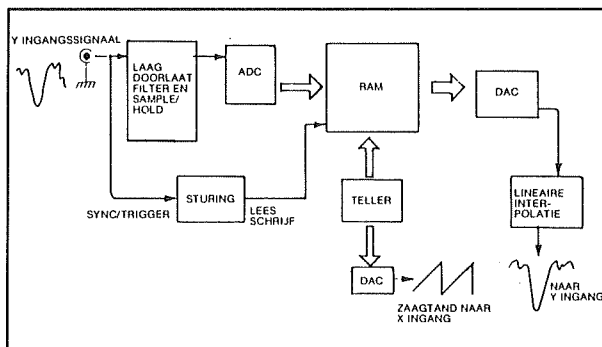 Y INGANGSSIGNAAL
LAAG
DOORLAAT
FILTER EN
SAMPLE/
HOLD
ADC
RAM
DAC
STURING
SYNC/TRIGGER
LEES
SCHRIJF
TELLER
LINEAIRE
INTER-
POLATIE
DAC
ZAAGTAND NAAR
X INGANG
NAAR
Y INGANG